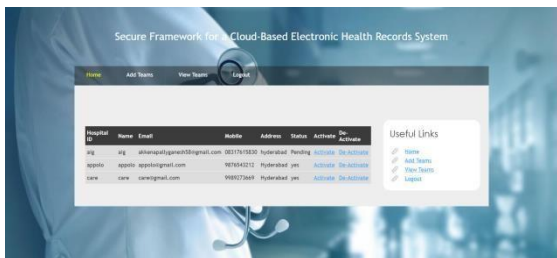 Secure Framework for a Cloud-Based Electronic Health Records System
Home Add Teams View Teams Logout
Hospital ID Name Email Mobile Address Status Activate De-Activate
aig aig 08317615830 Hyderabad Pending Activate De-Activate
appolo appolo appolo@gmail.com 9876543212 Hyderabad yes Activate De-Activate
care care care@gmail.com 9989273669 Hyderabad yes Activate De-Activate
Useful Links
Home
Add Teams
View Teams
Logout